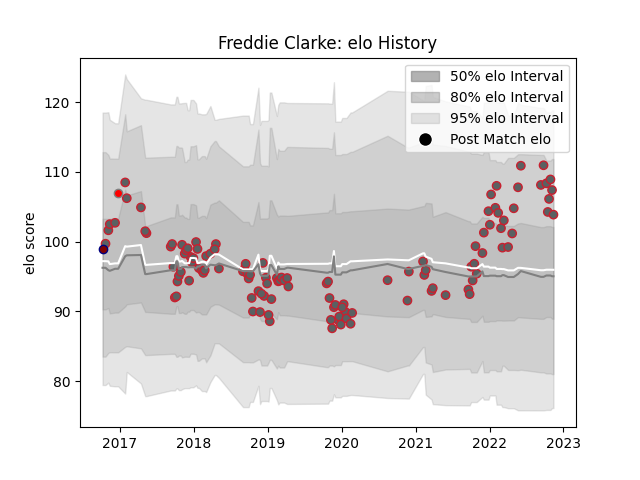 Freddie Clarke: elo History
50% elo Interval
80% elo Interval
95% elo Interval
Post Match elo
elo score
120
110
100
90
80
2017 2018 2019 2020 2021 2022 2023